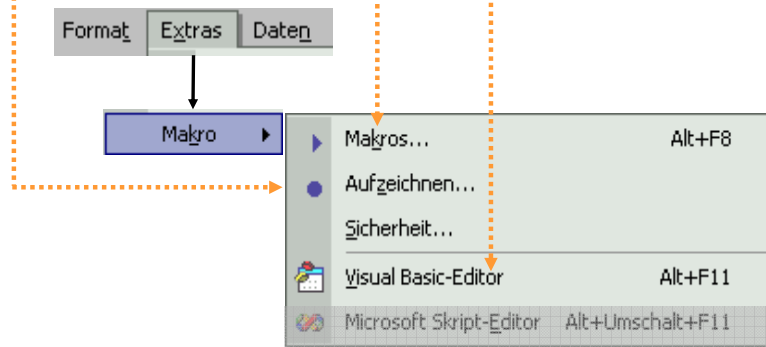 Format Extras Daten
Makro
Makros... Alt+F8
Aufzeichnen...
Sicherheit...
Visual Basic-Editor Alt+F11
Microsoft Skript-Editor Alt+Umschalt+F11